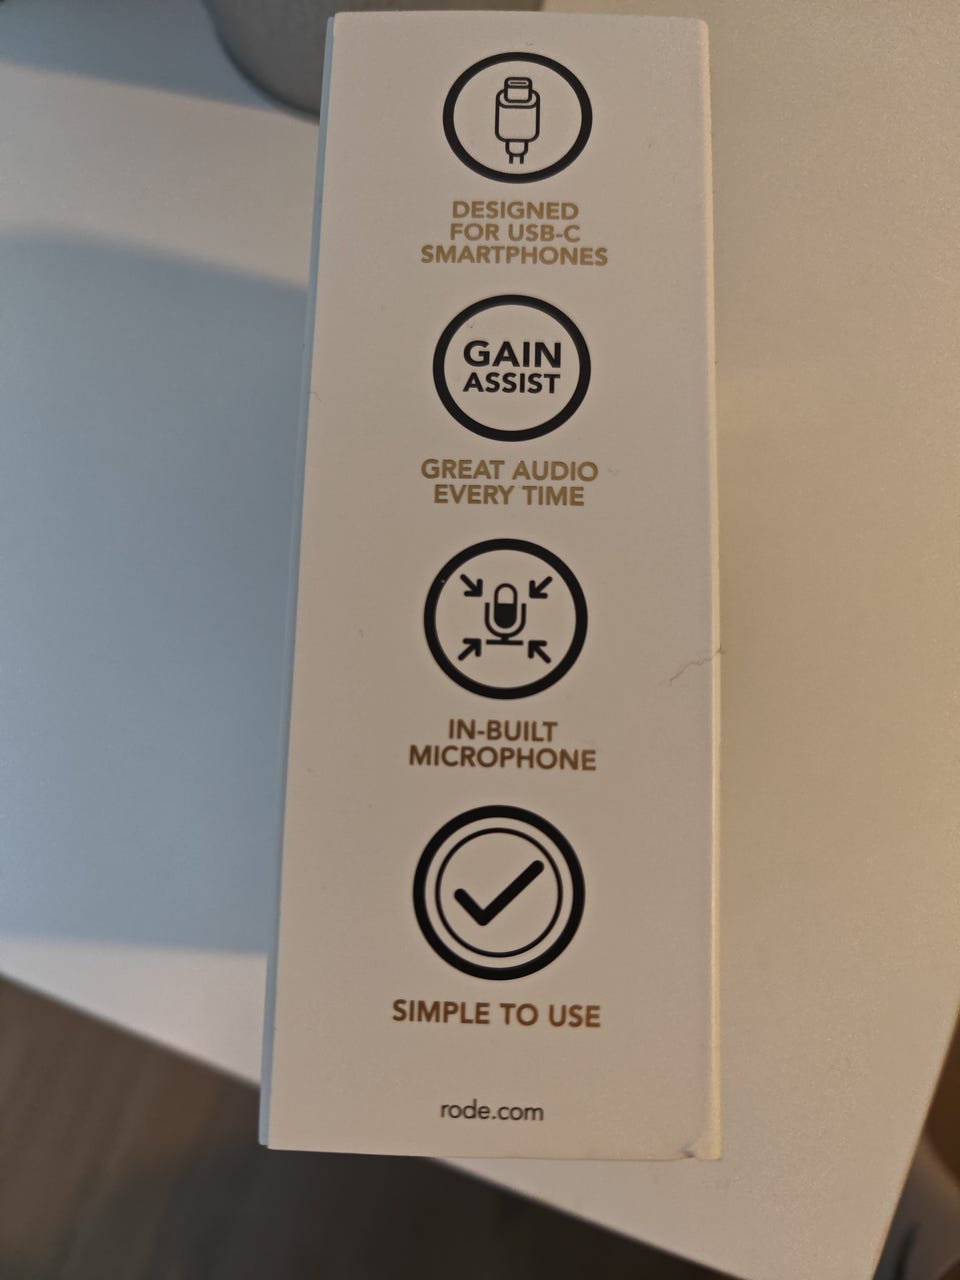 DESIGNED
FOR USB-C
SMARTPHONES
GAIN
ASSIST
GREAT AUDIO
EVERY TIME
IN-BUILT
MICROPHONE
SIMPLE TO USE
rode.com